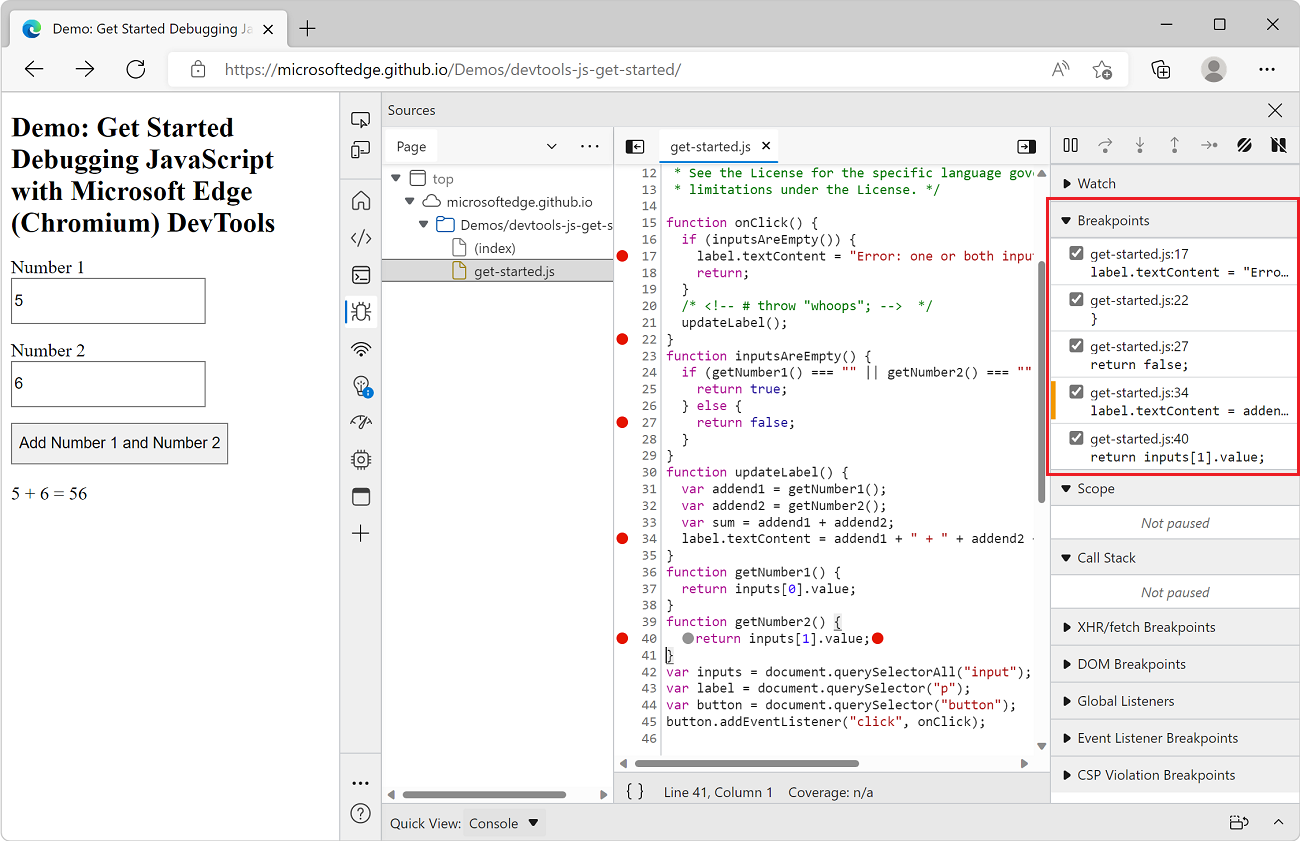 Demo: Get Started Debugging Ja
https://microsoftedge.github.io/Demos/devtools-js-get-started/
Demo: Get Started
Debugging JavaScript
with Microsoft Edge
(Chromium) DevTools
Number 1
5
Number 2
6
Add Number 1 and Number 2
5 + 6 = 56
Sources
Page
top
microsoftedge.github.io
Demos/devtools-js-get-s
(index)
get-started.js
get-started.js
12 * See the License for the specific language gov
13 * limitations under the License. */
14
15 function onClick() {
16 if (inputsAreEmpty()) {
17 label.textContent = "Error: one or both inpu
18 return;
19 }
20 /* <!-- # throw "whoops"; --> */
21 updateLabel();
22 }
23 function inputsAreEmpty() {
24 if (getNumber1() === "" || getNumber2() === ""
25 return true;
26 } else {
27 return false;
28 }
29 }
30 function updateLabel() {
31 var addend1 = getNumber1();
32 var addend2 = getNumber2();
33 var sum = addend1 + addend2;
34 label.textContent = addend1 + " + " + addend2
35 }
36 function getNumber1() {
37 return inputs[0].value;
38 }
39 function getNumber2() {
40 return inputs[1].value;
41 }
42 var inputs = document.querySelectorAll("input");
43 var label = document.querySelector("p");
44 var button = document.querySelector("button");
45 button.addEventListener("click", onClick);
46
{ } Line 41, Column 1 Coverage: n/a
Watch
Breakpoints
get-started.js:17
label.textContent = "Erro…
get-started.js:22
}
get-started.js:27
return false;
get-started.js:34
label.textContent = adden…
get-started.js:40
return inputs[1].value;
Scope
Not paused
Call Stack
Not paused
XHR/fetch Breakpoints
DOM Breakpoints
Global Listeners
Event Listener Breakpoints
CSP Violation Breakpoints
Quick View: Console